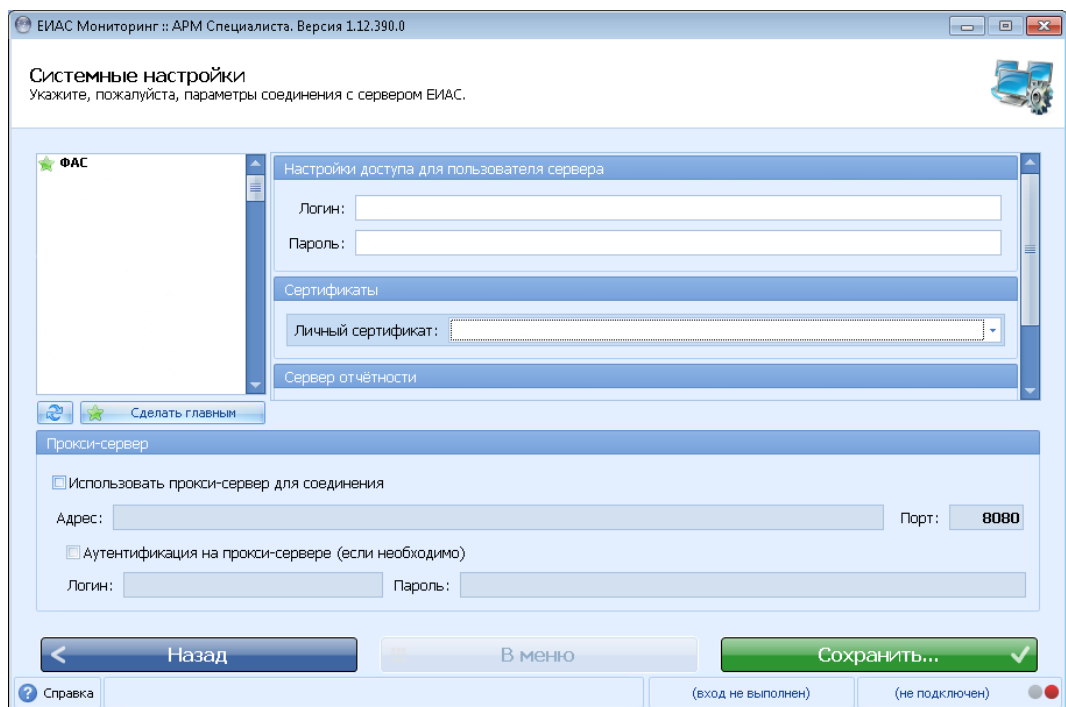 ЕИАС Мониторинг :: АРМ Специалиста. Версия 1.12.390.0
Системные настройки
Укажите, пожалуйста, параметры соединения с сервером ЕИАС.
ФАС
Настройки доступа для пользователя сервера
Логин:
Пароль:
Сертификаты
Личный сертификат:
Сервер отчётности
Сделать главным
Прокси-сервер
Использовать прокси-сервер для соединения
Адрес: Порт: 8080
Аутентификация на прокси-сервере (если необходимо)
Логин: Пароль:
Назад В меню Сохранить...
Справка (вход не выполнен) (не подключен)